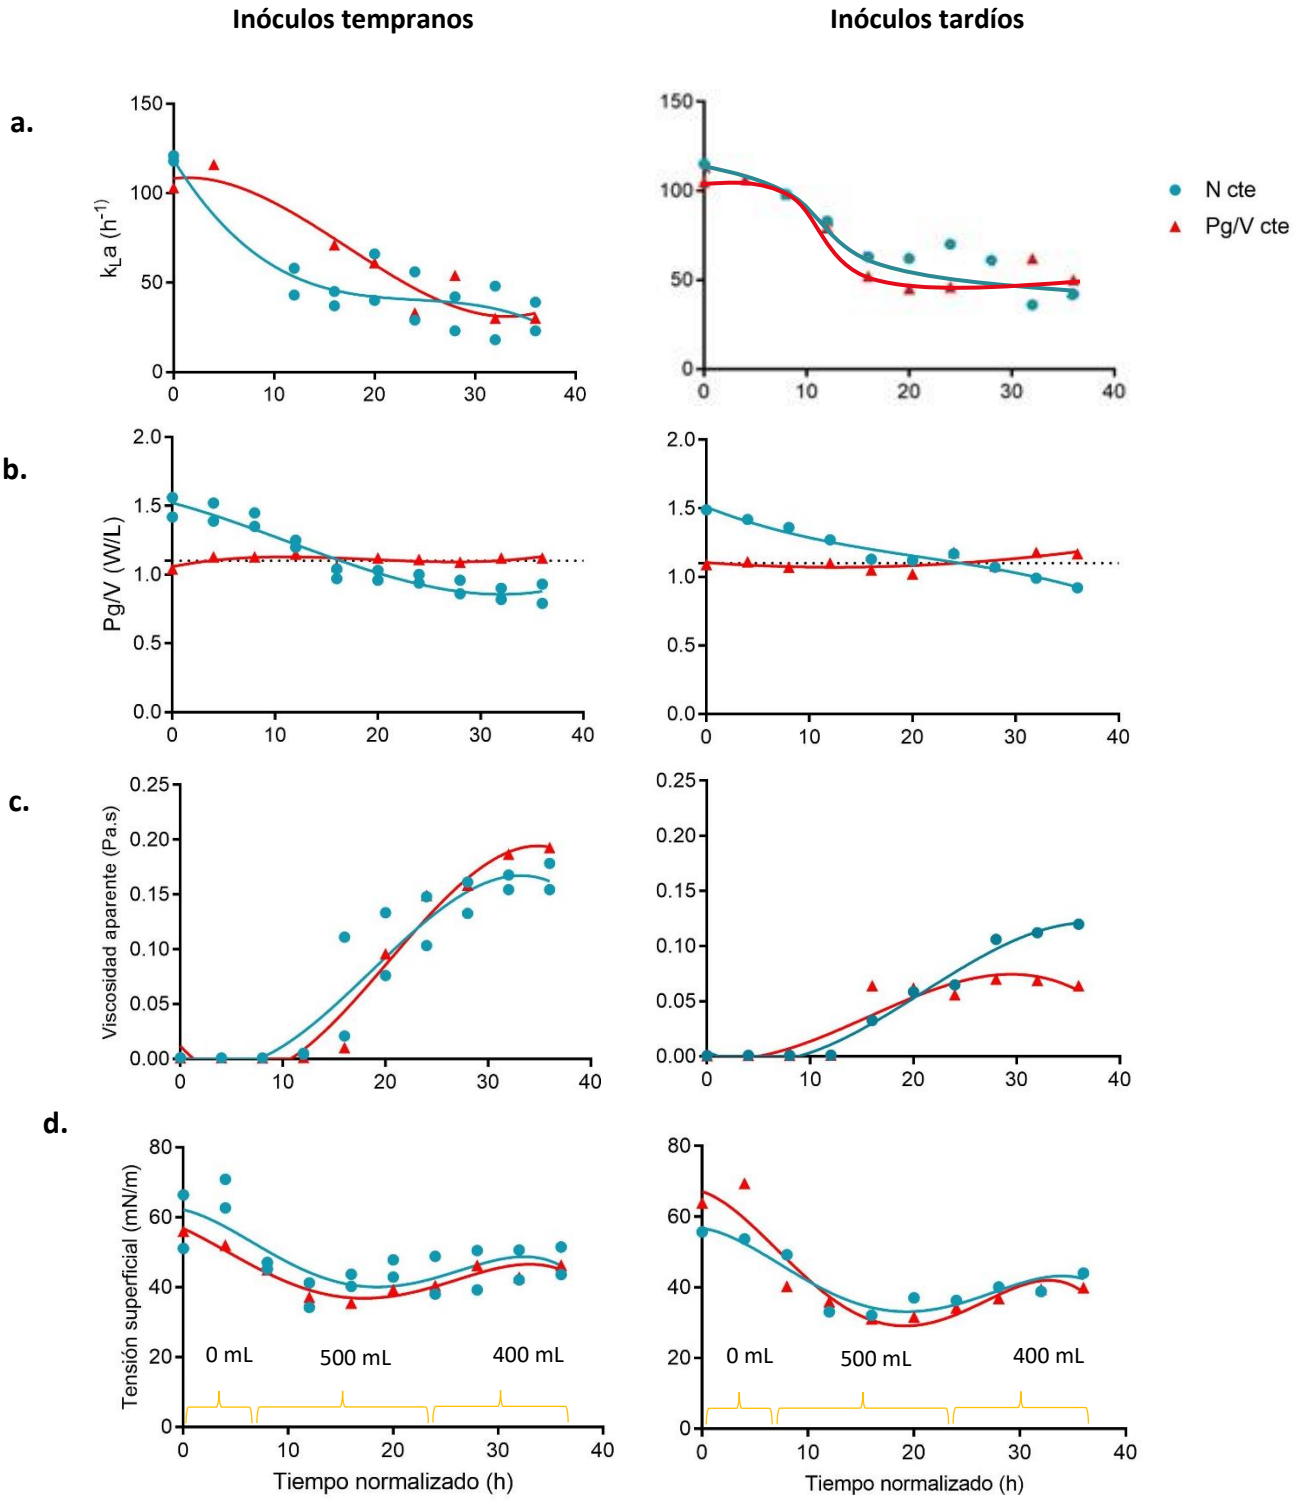 Inóculos tempranos
Inóculos tardíos
a.
150
100
50
0
0 10 20 30 40
kLa (h-1)
150
100
50
0
0 10 20 30 40
N cte
Pg/V cte
b.
2.0
1.5
1.0
0.5
0.0
0 10 20 30 40
Pg/V (W/L)
2.0
1.5
1.0
0.5
0.0
0 10 20 30 40
c.
0.25
0.20
0.15
0.10
0.05
0.00
0 10 20 30 40
Viscosidad aparente (Pa.s)
0.25
0.20
0.15
0.10
0.05
0.00
0 10 20 30 40
d.
80
60
40
20
0
0 mL
500 mL
400 mL
0 10 20 30 40
Tensión superficial (mN/m)
Tiempo normalizado (h)
80
60
40
20
0
0 mL
500 mL
400 mL
0 10 20 30 40
Tiempo normalizado (h)